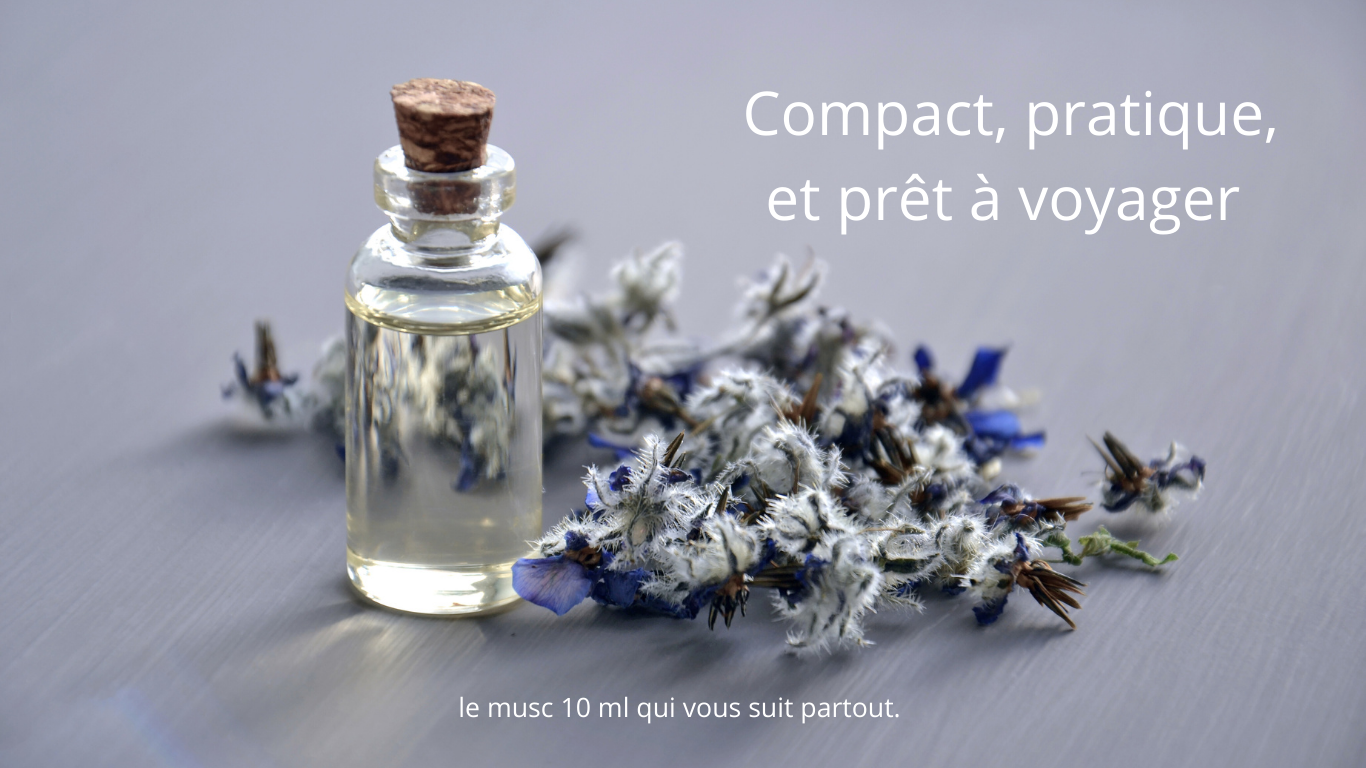 Compact, pratique,
et prêt à voyager
le musc 10 ml qui vous suit partout.